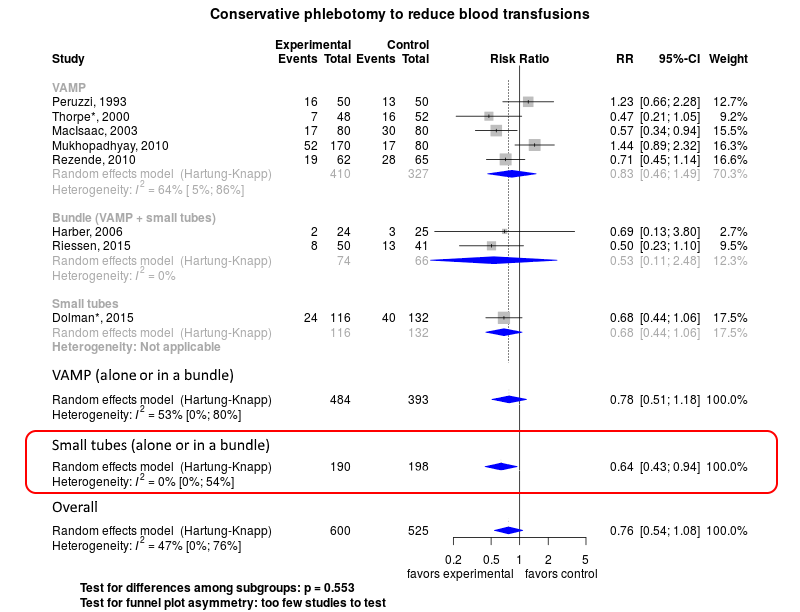 Conservative phlebotomy to reduce blood transfusions
Experimental Control
Study Events Total Events Total Risk Ratio RR 95%-CI Weight
VAMP
Peruzzi, 1993 16 50 13 50 1.23 [0.66; 2.28] 12.7%
Thorpe*, 2000 7 48 16 52 0.47 [0.21; 1.05] 9.2%
MacIsaac, 2003 17 80 30 80 0.57 [0.34; 0.94] 15.5%
Mukhopadhyay, 2010 52 170 17 80 1.44 [0.89; 2.32] 16.3%
Rezende, 2010 19 62 28 65 0.71 [0.45; 1.14] 16.6%
Random effects model (Hartung-Knapp) 410 327 0.83 [0.46; 1.49] 70.3%
Heterogeneity: I² = 64% [ 5%; 86%]
Bundle (VAMP + small tubes)
Harber, 2006 2 24 3 25 0.69 [0.13; 3.80] 2.7%
Riessen, 2015 8 50 13 41 0.50 [0.23; 1.10] 9.5%
Random effects model (Hartung-Knapp) 74 66 0.53 [0.11; 2.48] 12.3%
Heterogeneity: I² = 0%
Small tubes
Dolman*, 2015 24 116 40 132 0.68 [0.44; 1.06] 17.5%
Random effects model (Hartung-Knapp) 116 132 0.68 [0.44; 1.06] 17.5%
Heterogeneity: Not applicable
VAMP (alone or in a bundle)
Random effects model (Hartung-Knapp) 484 393 0.78 [0.51; 1.18] 100.0%
Heterogeneity: I² = 53% [0%; 80%]
Small tubes (alone or in a bundle)
Random effects model (Hartung-Knapp) 190 198 0.64 [0.43; 0.94] 100.0%
Heterogeneity: I² = 0% [0%; 54%]
Overall
Random effects model (Hartung-Knapp) 600 525 0.76 [0.54; 1.08] 100.0%
Heterogeneity: I² = 47% [0%; 76%]
0.2 0.5 1 2 5
favors experimental favors control
Test for differences among subgroups: p = 0.553
Test for funnel plot asymmetry: too few studies to test